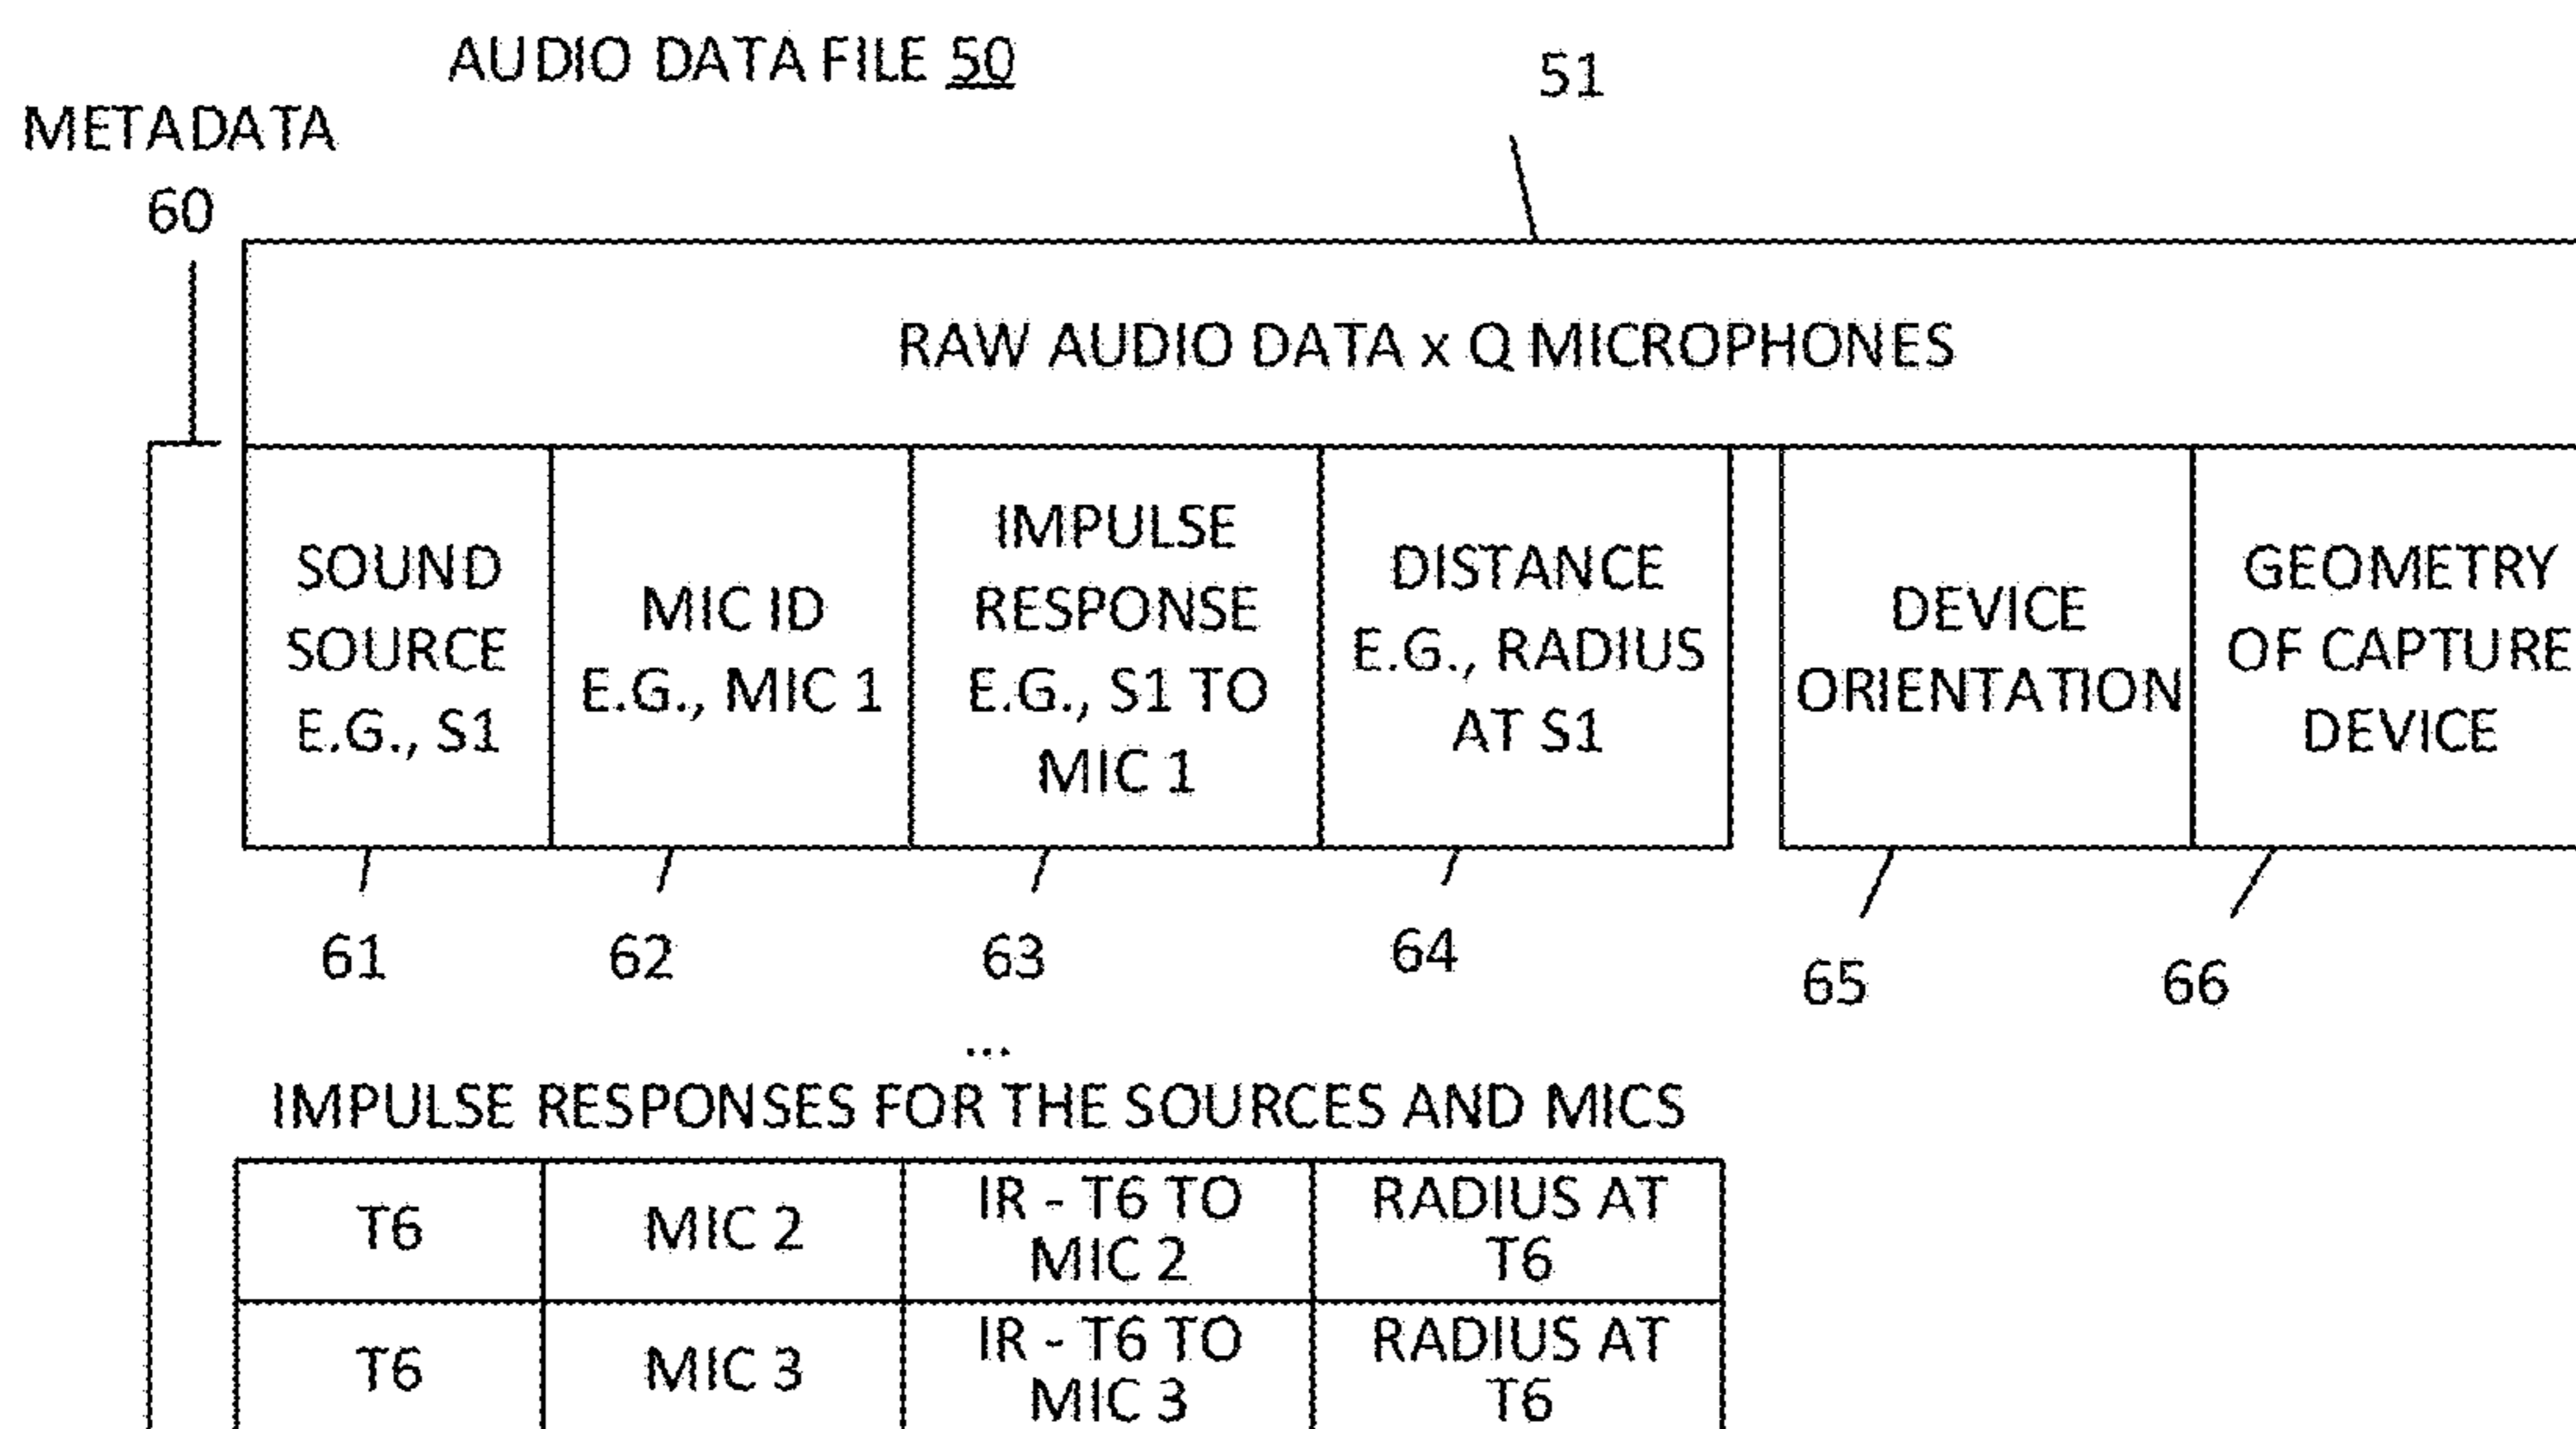 AUDIO DATA FILE 50
51
METADATA
60
RAW AUDIO DATA x Q MICROPHONES
SOUND
SOURCE
E.G., S1
MIC ID
E.G., MIC 1
IMPULSE
RESPONSE
E.G., S1 TO
MIC 1
DISTANCE
E.G., RADIUS
AT S1
DEVICE
ORIENTATION
GEOMETRY
OF CAPTURE
DEVICE
61
62
63
64
65
66
...
IMPULSE RESPONSES FOR THE SOURCES AND MICS
T6
MIC 2
IR - T6 TO
MIC 2
RADIUS AT
T6
T6
MIC 3
IR - T6 TO
MIC 3
RADIUS AT
T6